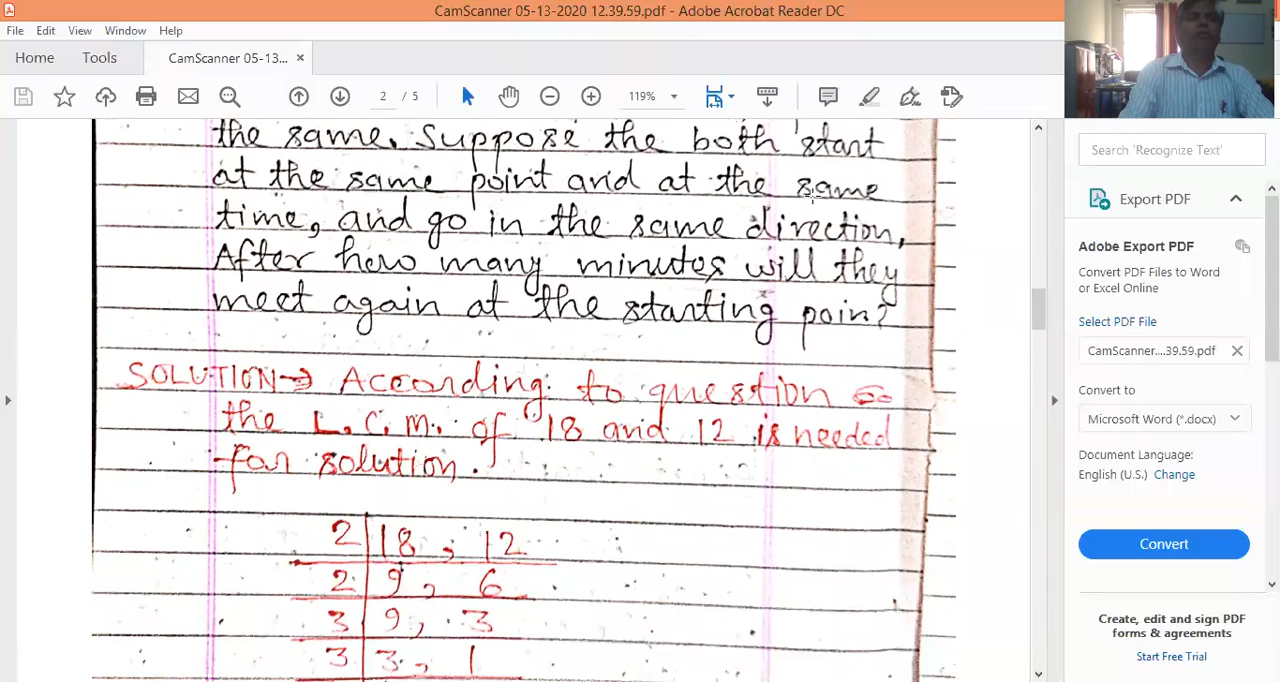 CamScanner 05-13-2020 12.39.59.pdf - Adobe Acrobat Reader DC
File Edit View Window Help
Home Tools CamScanner 05-13... ×
2 / 5 119%
the same. Suppose the both start
at the same point and at the same
time, and go in the same direction,
After how many minutes will they
meet again at the starting point?
SOLUTION→ According to question
the L.C.M. of 18 and 12 is needed
for solution.
2 18, 12
2 9, 6
3 9, 3
3 3, 1
Search 'Recognize Text'
Export PDF
Adobe Export PDF
Convert PDF Files to Word
or Excel Online
Select PDF File
CamScanner....39.59.pdf
Convert to
Microsoft Word (*.docx)
Document Language:
English (U.S.) Change
Convert
Create, edit and sign PDF
forms & agreements
Start Free Trial